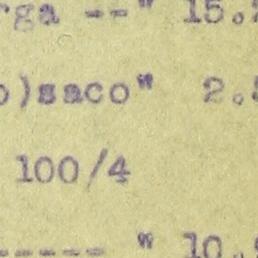 rga --" 15.
o)saco" 2.
100/4
----- " 10.